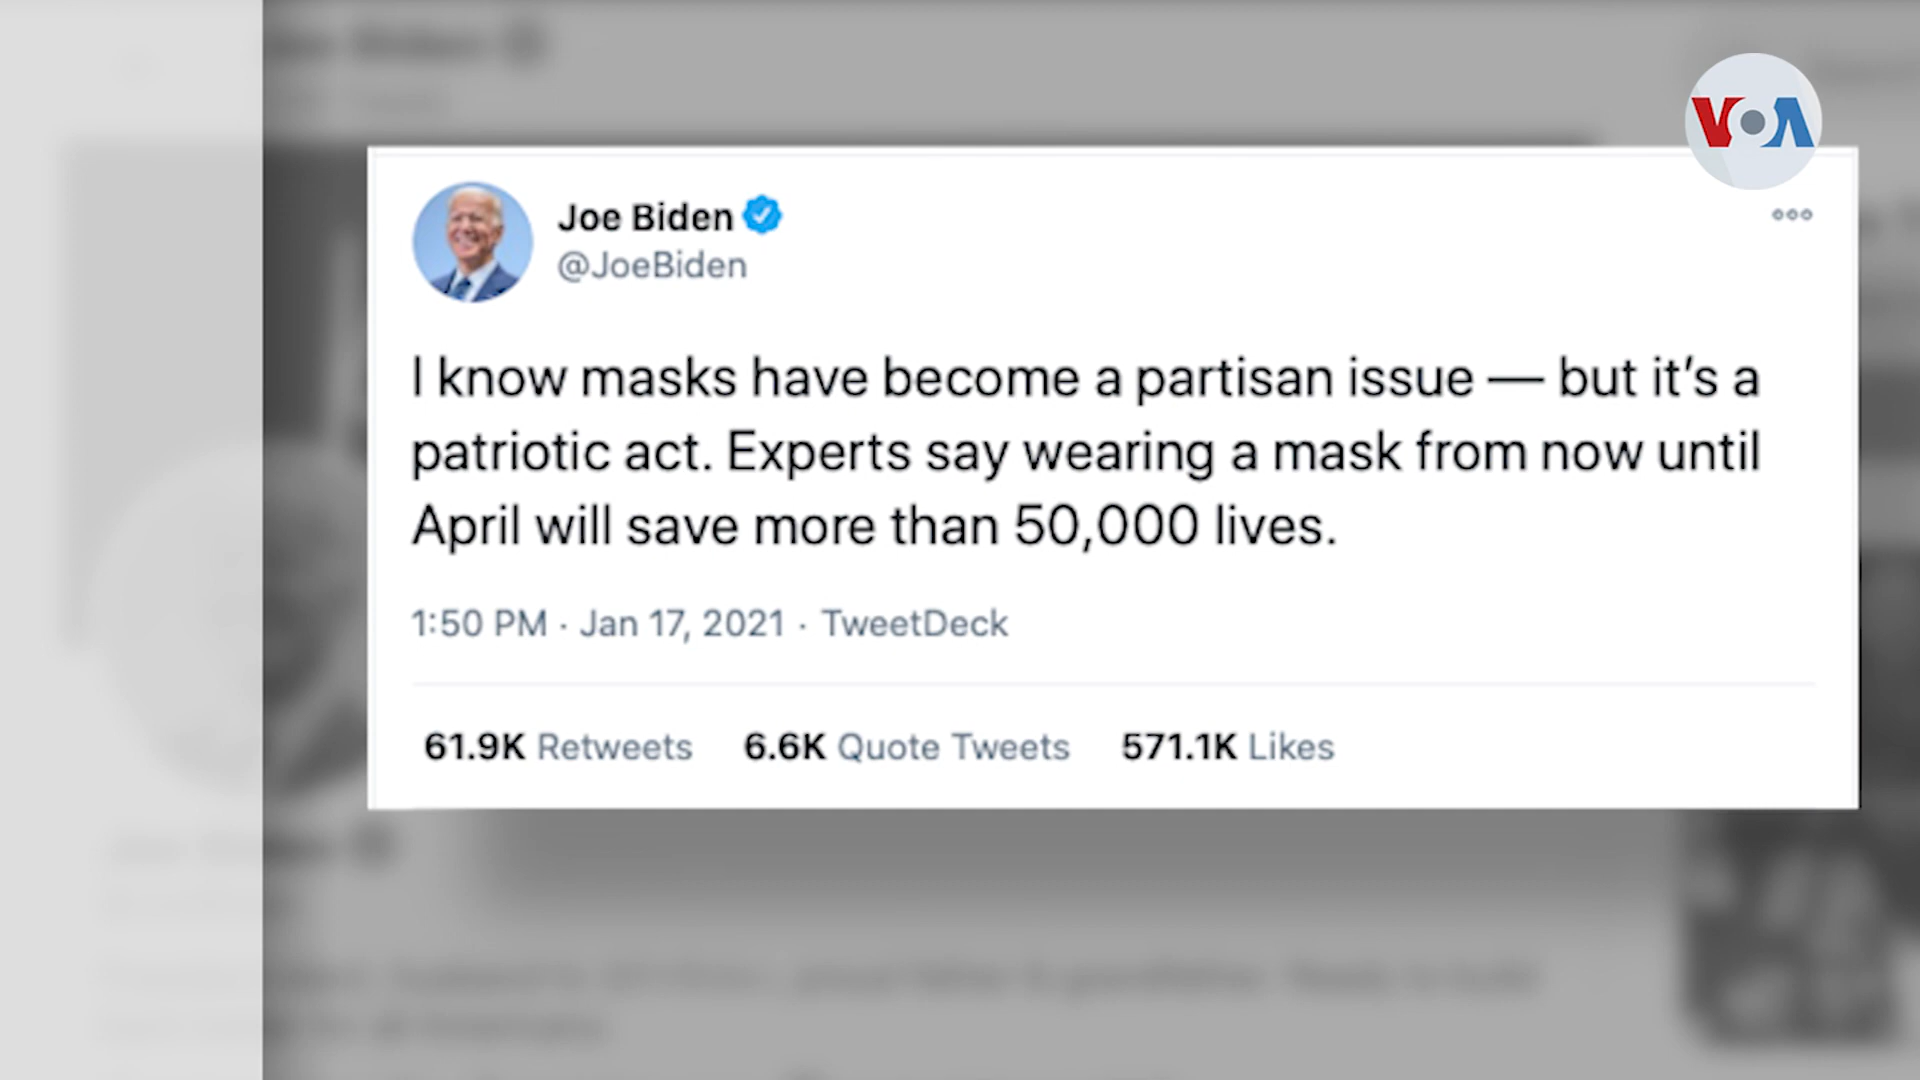 VOA
Joe Biden
@JoeBiden
I know masks have become a partisan issue — but it's a
patriotic act. Experts say wearing a mask from now until
April will save more than 50,000 lives.
1:50 PM · Jan 17, 2021 · TweetDeck
61.9K Retweets 6.6K Quote Tweets 571.1K Likes